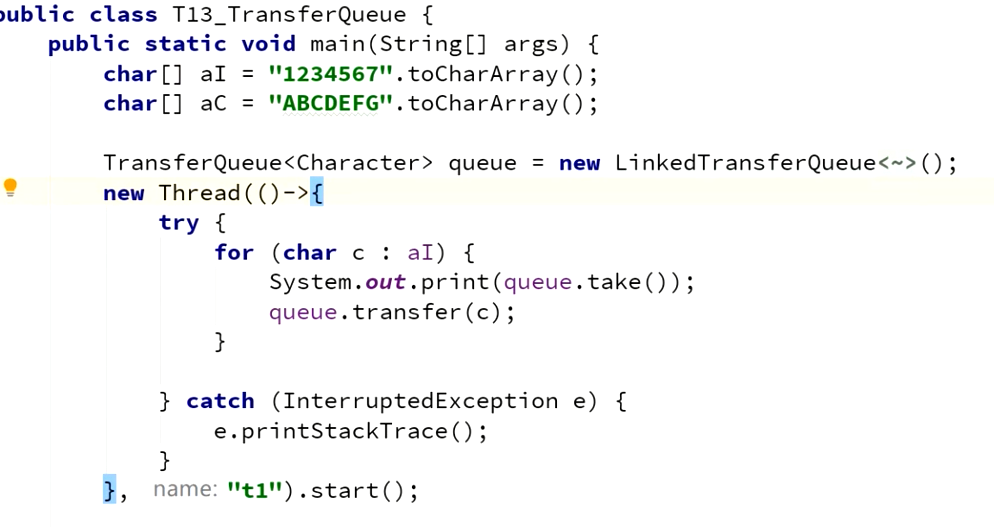 public class T13_TransferQueue {
    public static void main(String[] args) {
        char[] aI = "1234567".toCharArray();
        char[] aC = "ABCDEFG".toCharArray();

        TransferQueue<Character> queue = new LinkedTransferQueue<~>();
        new Thread(()->{
            try {
                for (char c : aI) {
                    System.out.print(queue.take());
                    queue.transfer(c);
                }

            } catch (InterruptedException e) {
                e.printStackTrace();
            }
        }, name: "t1").start();